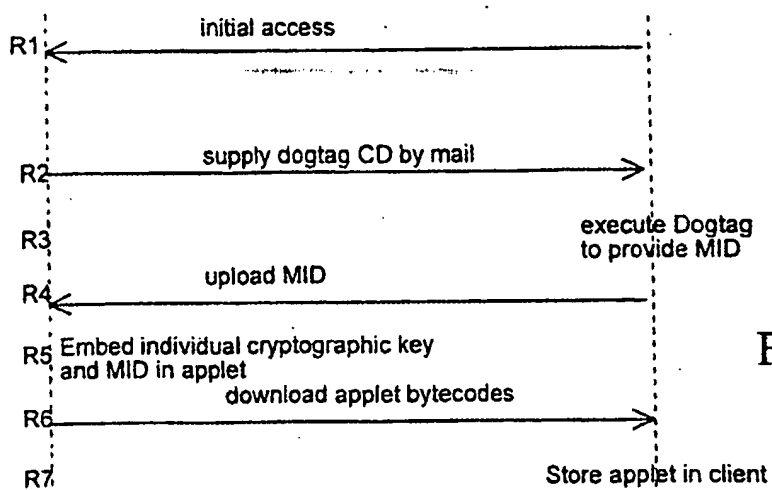 initial access
R1
supply dogtag CD by mail
R2
execute Dogtag
to provide MID
R3
upload MID
R4
R5 Embed individual cryptographic key
and MID in applet
download applet bytecodes
R6
R7
Store applet in client